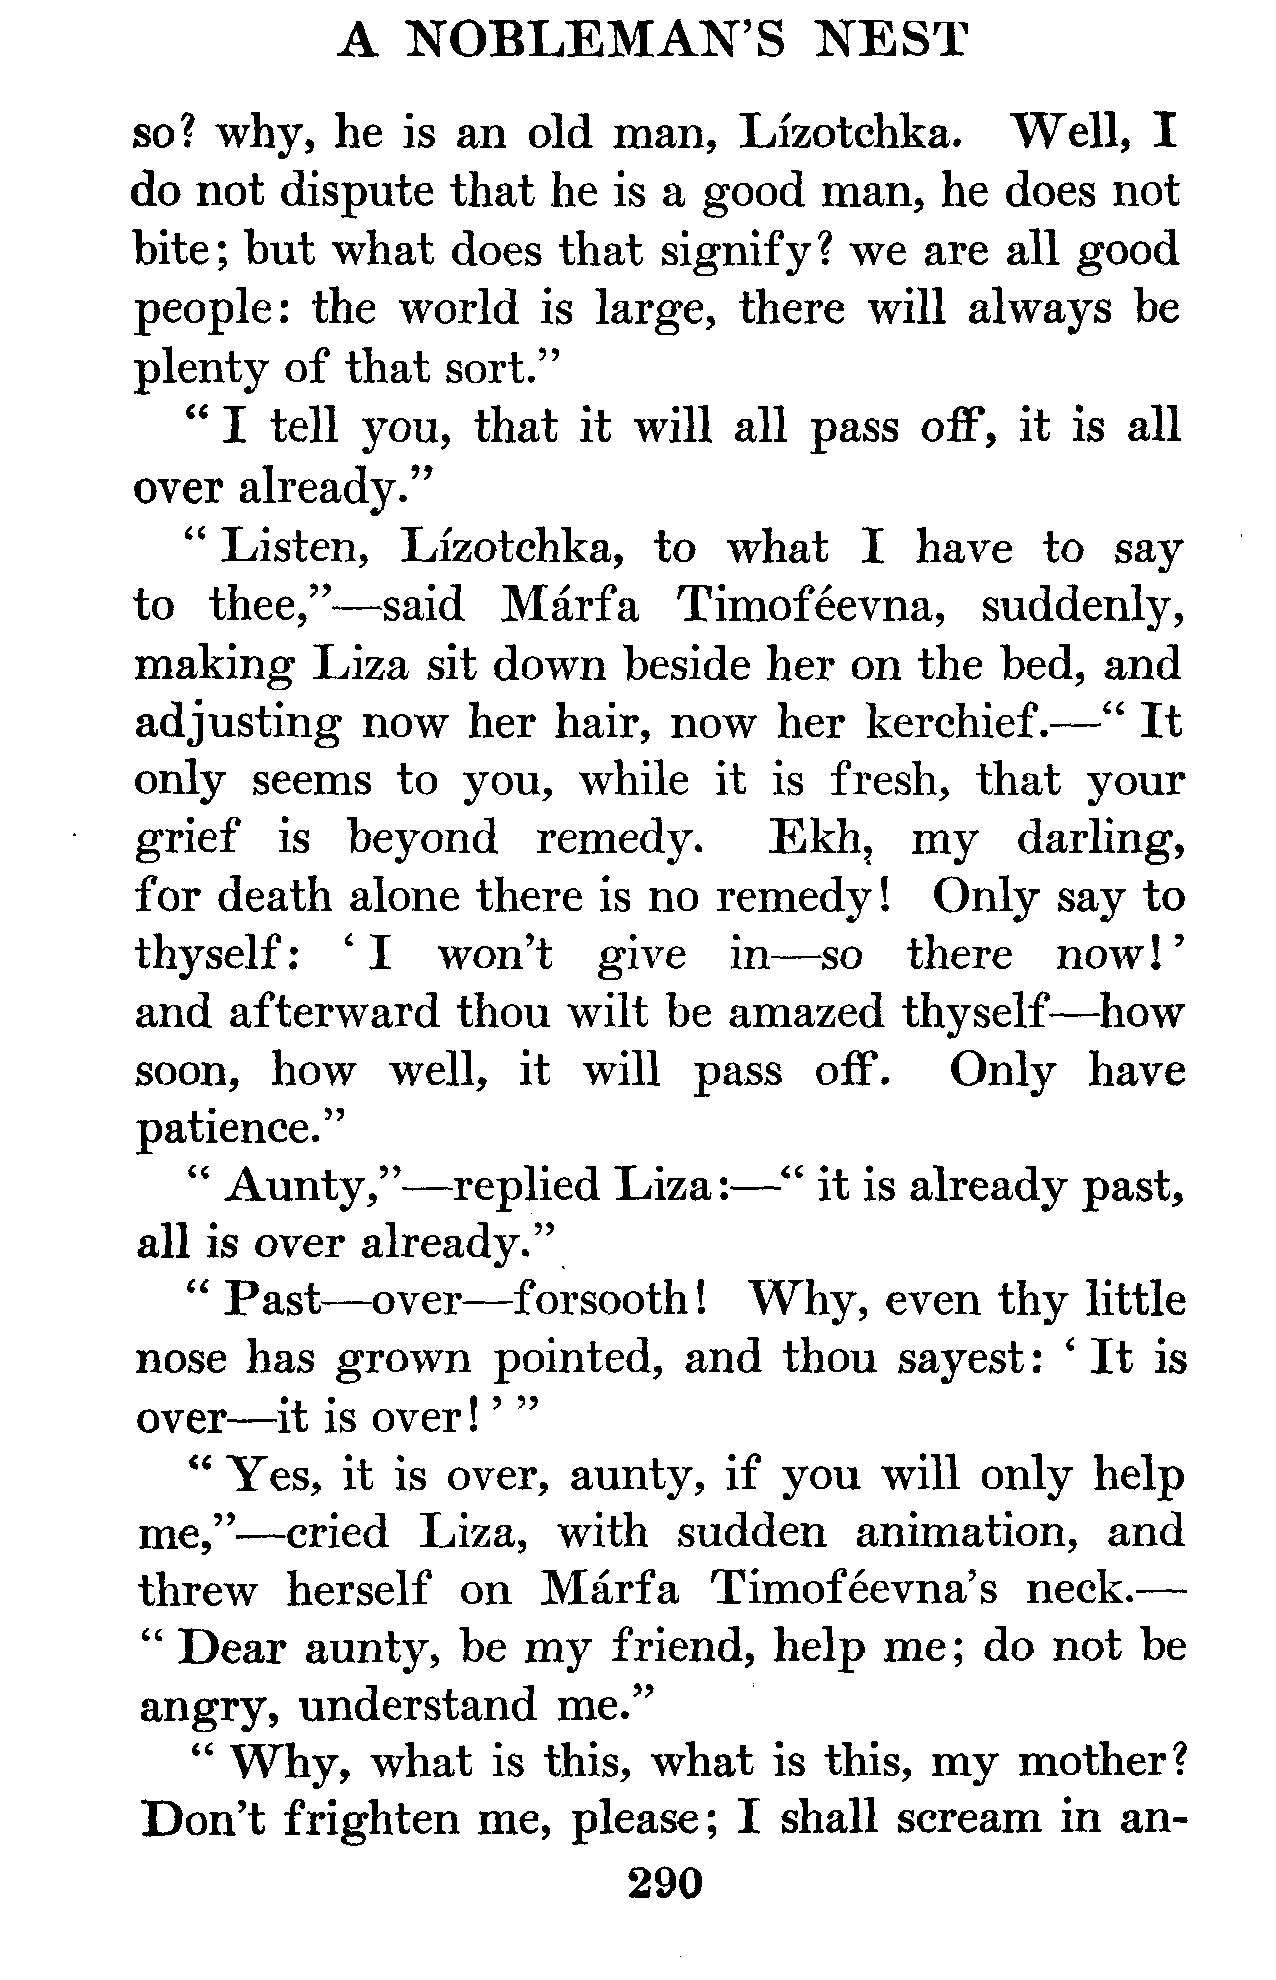 A NOBLEMAN'S NEST
so? why, he is an old man, Lízotchka. Well, I
do not dispute that he is a good man, he does not
bite; but what does that signify? we are all good
people: the world is large, there will always be
plenty of that sort."
" I tell you, that it will all pass off, it is all
over already."
" Listen, Lízotchka, to what I have to say
to thee,"—said Márfa Timoféevna, suddenly,
making Liza sit down beside her on the bed, and
adjusting now her hair, now her kerchief.—" It
only seems to you, while it is fresh, that your
grief is beyond remedy. Ekh, my darling,
for death alone there is no remedy! Only say to
thyself: ' I won't give in—so there now! '
and afterward thou wilt be amazed thyself—how
soon, how well, it will pass off. Only have
patience."
" Aunty,"—replied Liza:—" it is already past,
all is over already."
" Past—over—forsooth! Why, even thy little
nose has grown pointed, and thou sayest: ' It is
over—it is over! ' "
" Yes, it is over, aunty, if you will only help
me,"—cried Liza, with sudden animation, and
threw herself on Márfa Timoféevna's neck.—
" Dear aunty, be my friend, help me; do not be
angry, understand me."
" Why, what is this, what is this, my mother?
Don't frighten me, please; I shall scream in an-
290